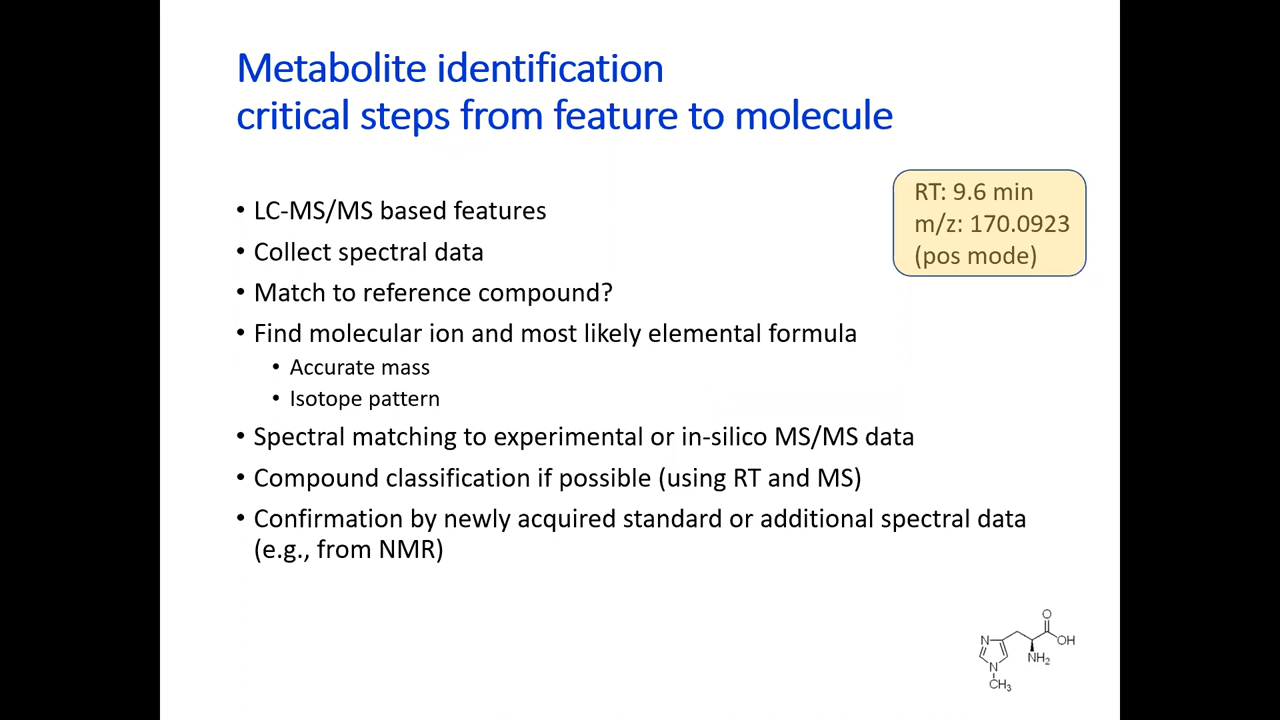 Metabolite identification
critical steps from feature to molecule
RT: 9.6 min
m/z: 170.0923
(pos mode)
• LC-MS/MS based features
• Collect spectral data
• Match to reference compound?
• Find molecular ion and most likely elemental formula
• Accurate mass
• Isotope pattern
• Spectral matching to experimental or in-silico MS/MS data
• Compound classification if possible (using RT and MS)
• Confirmation by newly acquired standard or additional spectral data
(e.g., from NMR)
O
N
OH
NH₂
N
CH₃